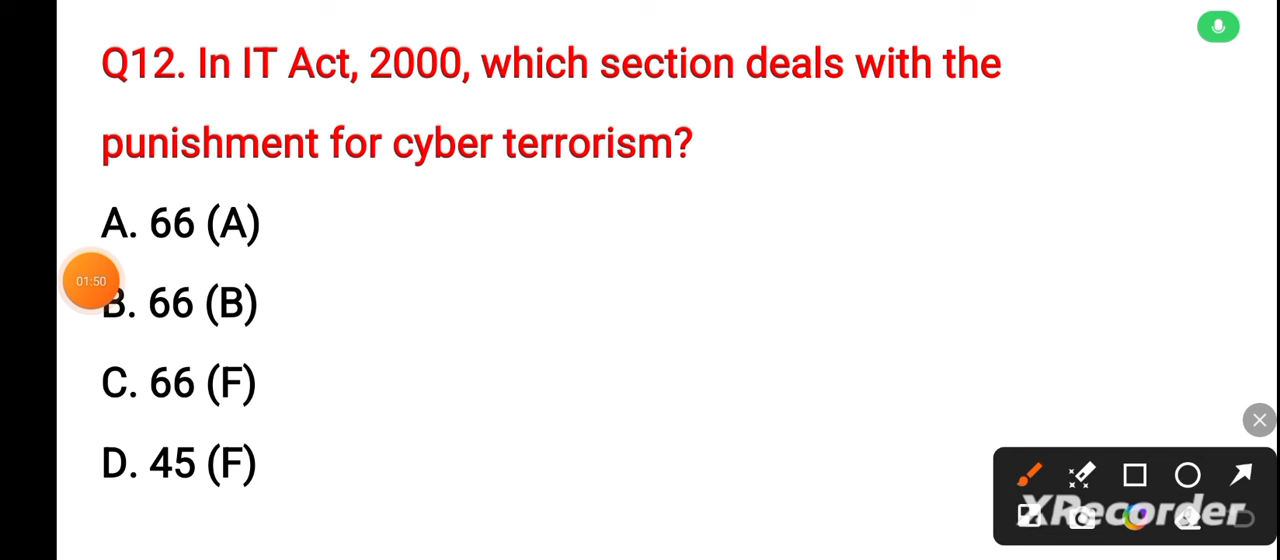 Q12. In IT Act, 2000, which section deals with the
punishment for cyber terrorism?
A. 66 (A)
01:50
B. 66 (B)
C. 66 (F)
D. 45 (F)
XRecorder